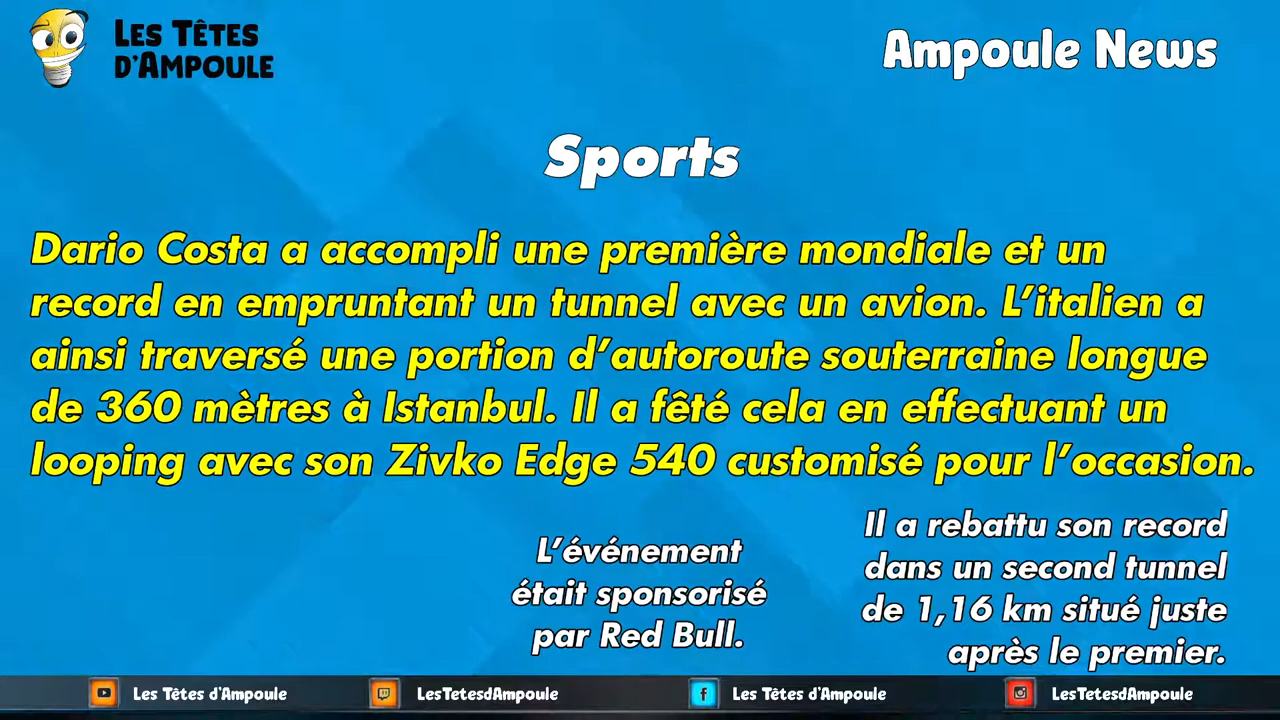 LES TÊTES
D'AMPOULE
Ampoule News
Sports
Dario Costa a accompli une première mondiale et un
record en empruntant un tunnel avec un avion. L'italien a
ainsi traversé une portion d'autoroute souterraine longue
de 360 mètres à Istanbul. Il a fêté cela en effectuant un
looping avec son Zivko Edge 540 customisé pour l'occasion.
L'événement
était sponsorisé
par Red Bull.
Il a rebattu son record
dans un second tunnel
de 1,16 km situé juste
après le premier.
Les Têtes d'Ampoule
LesTetesdAmpoule
Les Têtes d'Ampoule
LesTetesdAmpoule